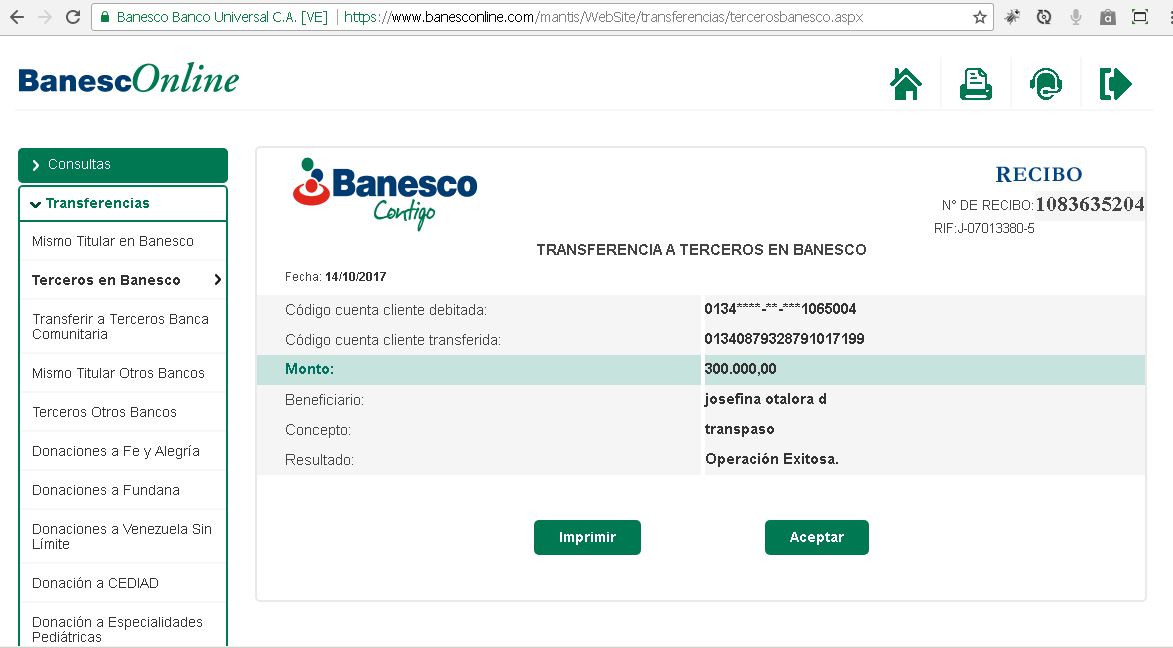 Banesco Banco Universal C.A. [VE] | https://www.banesconline.com/mantis/WebSite/transferencias/tercerosbanesco.aspx
BanescOnline
Consultas
Transferencias
Mismo Titular en Banesco
Terceros en Banesco
Transferir a Terceros Banca
Comunitaria
Mismo Titular Otros Bancos
Terceros Otros Bancos
Donaciones a Fe y Alegría
Donaciones a Fundana
Donaciones a Venezuela Sin
Límite
Donación a CEDIAD
Donación a Especialidades
Pediátricas
Banesco
Contigo
RECIBO
N° DE RECIBO: 1083635204
RIF:J-07013380-5
TRANSFERENCIA A TERCEROS EN BANESCO
Fecha: 14/10/2017
Código cuenta cliente debitada: 0134****-**-***1065004
Código cuenta cliente transferida: 01340879328791017199
Monto: 300.000,00
Beneficiario: josefina otalora d
Concepto: transpaso
Resultado: Operación Exitosa.
Imprimir Aceptar